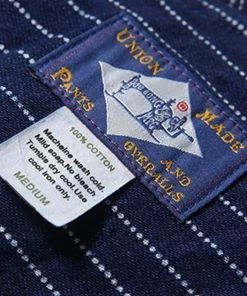 UNION MADE
PANTS AND OVERALLS
®
100% COTTON
Macheine wash cold.
Mild soap.No bleach
Tumble dry cool.Use
cool iron only.
MEDIUM